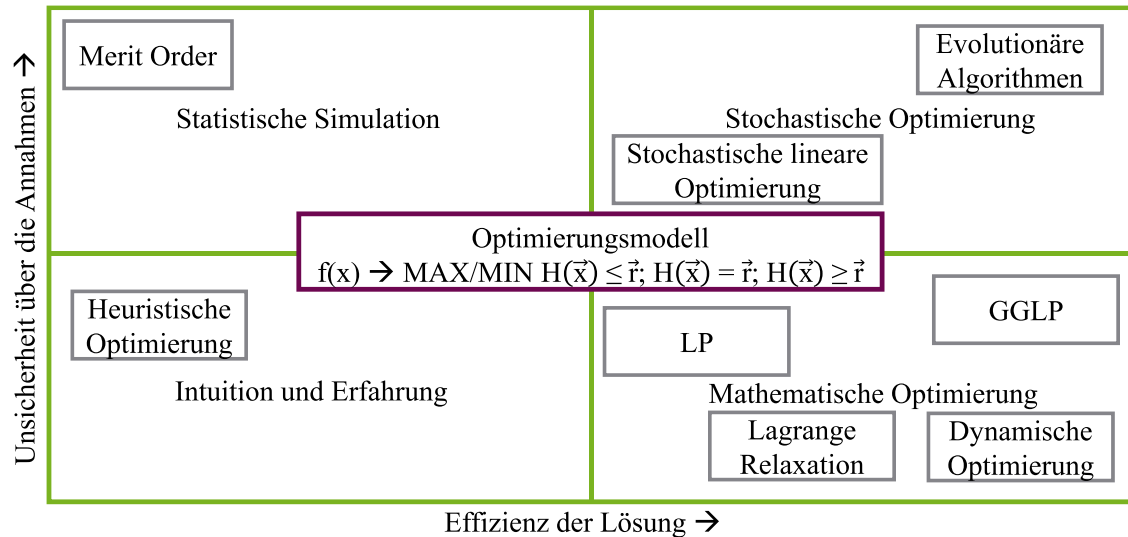 Unsicherheit über die Annahmen →
Merit Order
Statistische Simulation
Evolutionäre
Algorithmen
Stochastische Optimierung
Stochastische lineare
Optimierung
Optimierungsmodell
f(x) → MAX/MIN H(x⃗) ≤ r⃗; H(x⃗) = r⃗; H(x⃗) ≥ r⃗
Heuristische
Optimierung
Intuition und Erfahrung
LP
GGLP
Mathematische Optimierung
Lagrange
Relaxation
Dynamische
Optimierung
Effizienz der Lösung →